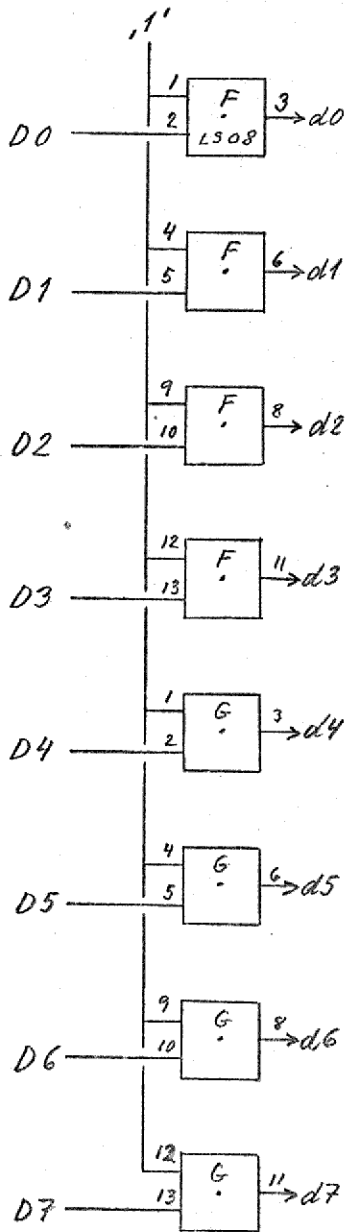 ,1'
1 F 3 d0
D0 2 LS08
4 F 6 d1
D1 5
9 F 8 d2
D2 10
12 F 11 d3
D3 13
1 G 3 d4
D4 2
4 G 6 d5
D5 5
9 G 8 d6
D6 10
12 G 11 d7
D7 13